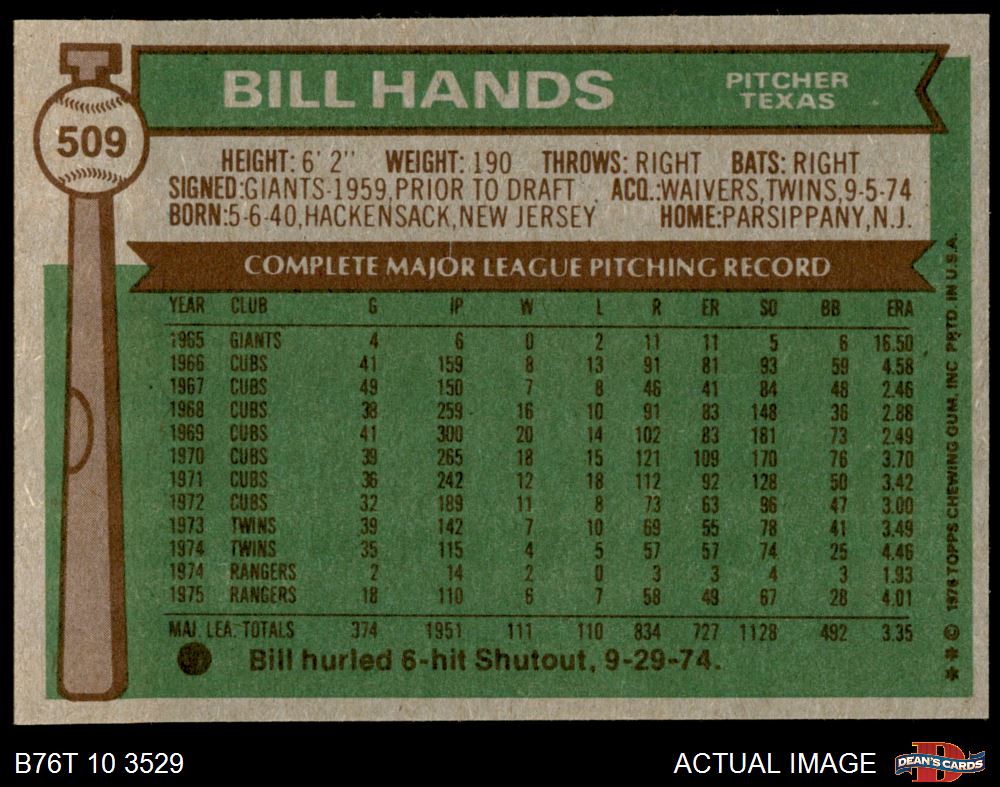 BILL HANDS
PITCHER
TEXAS
509
HEIGHT: 6' 2" WEIGHT: 190 THROWS: RIGHT BATS: RIGHT
SIGNED:GIANTS-1959,PRIOR TO DRAFT ACQ.:WAIVERS,TWINS,9-5-74
BORN:5-6-40,HACKENSACK,NEW JERSEY HOME:PARSIPPANY,N.J.
COMPLETE MAJOR LEAGUE PITCHING RECORD
YEAR CLUB G IP W L R ER SO BB ERA
1965 GIANTS 4 6 0 2 11 11 5 6 16.50
1966 CUBS 41 159 8 13 91 81 93 59 4.58
1967 CUBS 49 150 7 8 46 41 84 48 2.46
1968 CUBS 38 259 16 10 91 83 148 36 2.88
1969 CUBS 41 300 20 14 102 83 181 73 2.49
1970 CUBS 39 265 18 15 121 109 170 76 3.70
1971 CUBS 36 242 12 18 112 92 128 50 3.42
1972 CUBS 32 189 11 8 73 63 96 47 3.00
1973 TWINS 39 142 7 10 69 55 78 41 3.49
1974 TWINS 35 115 4 5 57 57 74 25 4.46
1974 RANGERS 2 14 2 0 3 3 4 3 1.93
1975 RANGERS 18 110 6 7 58 49 67 28 4.01
MAJ. LEA. TOTALS 374 1951 111 110 834 727 1128 492 3.35
Bill hurled 6-hit Shutout, 9-29-74.
** © 1976 TOPPS CHEWING GUM, INC PRTD. IN U.S.A.
B76T 10 3529
ACTUAL IMAGE
D
DEAN'S CARDS